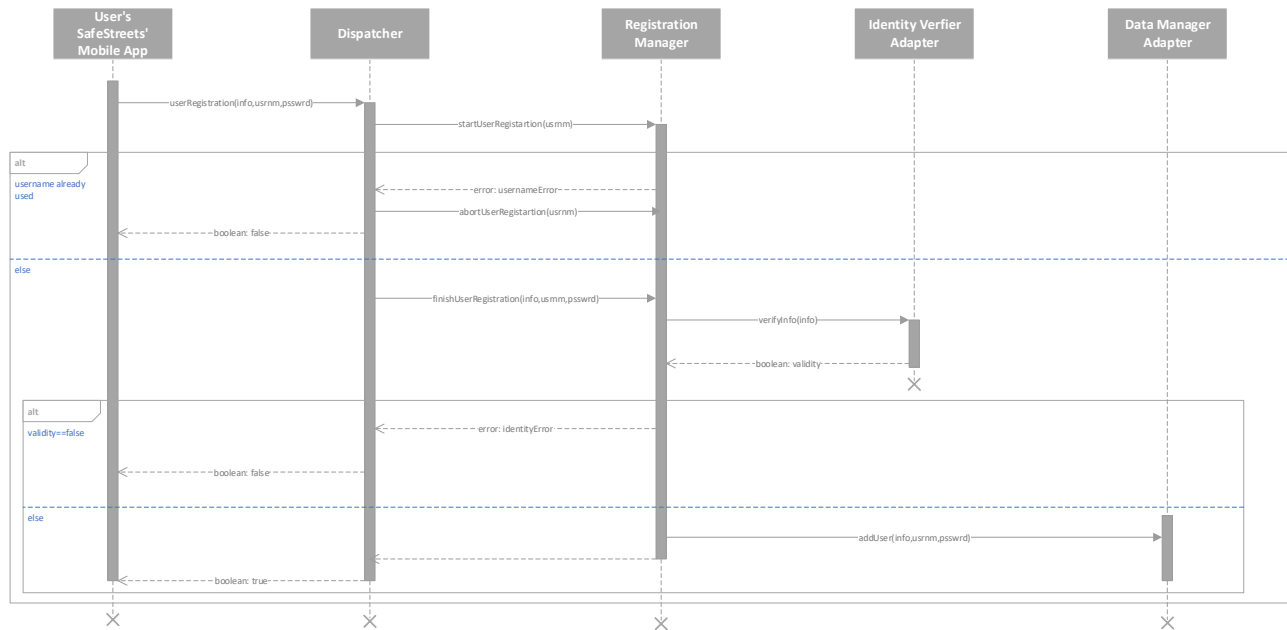 User's
SafeStreets'
Mobile App
Dispatcher
Registration
Manager
Identity Verfier
Adapter
Data Manager
Adapter
userRegistration(info,usrnm,psswrd)
startUserRegistartion(usrnm)
alt
username already
used
error: usernameError
abortUserRegistartion(usrnm)
boolean: false
else
finishUserRegistration(info,usrnm,psswrd)
verifyInfo(info)
boolean: validity
alt
validity==false
error: identityError
boolean: false
else
addUser(info,usrnm,psswrd)
boolean: true